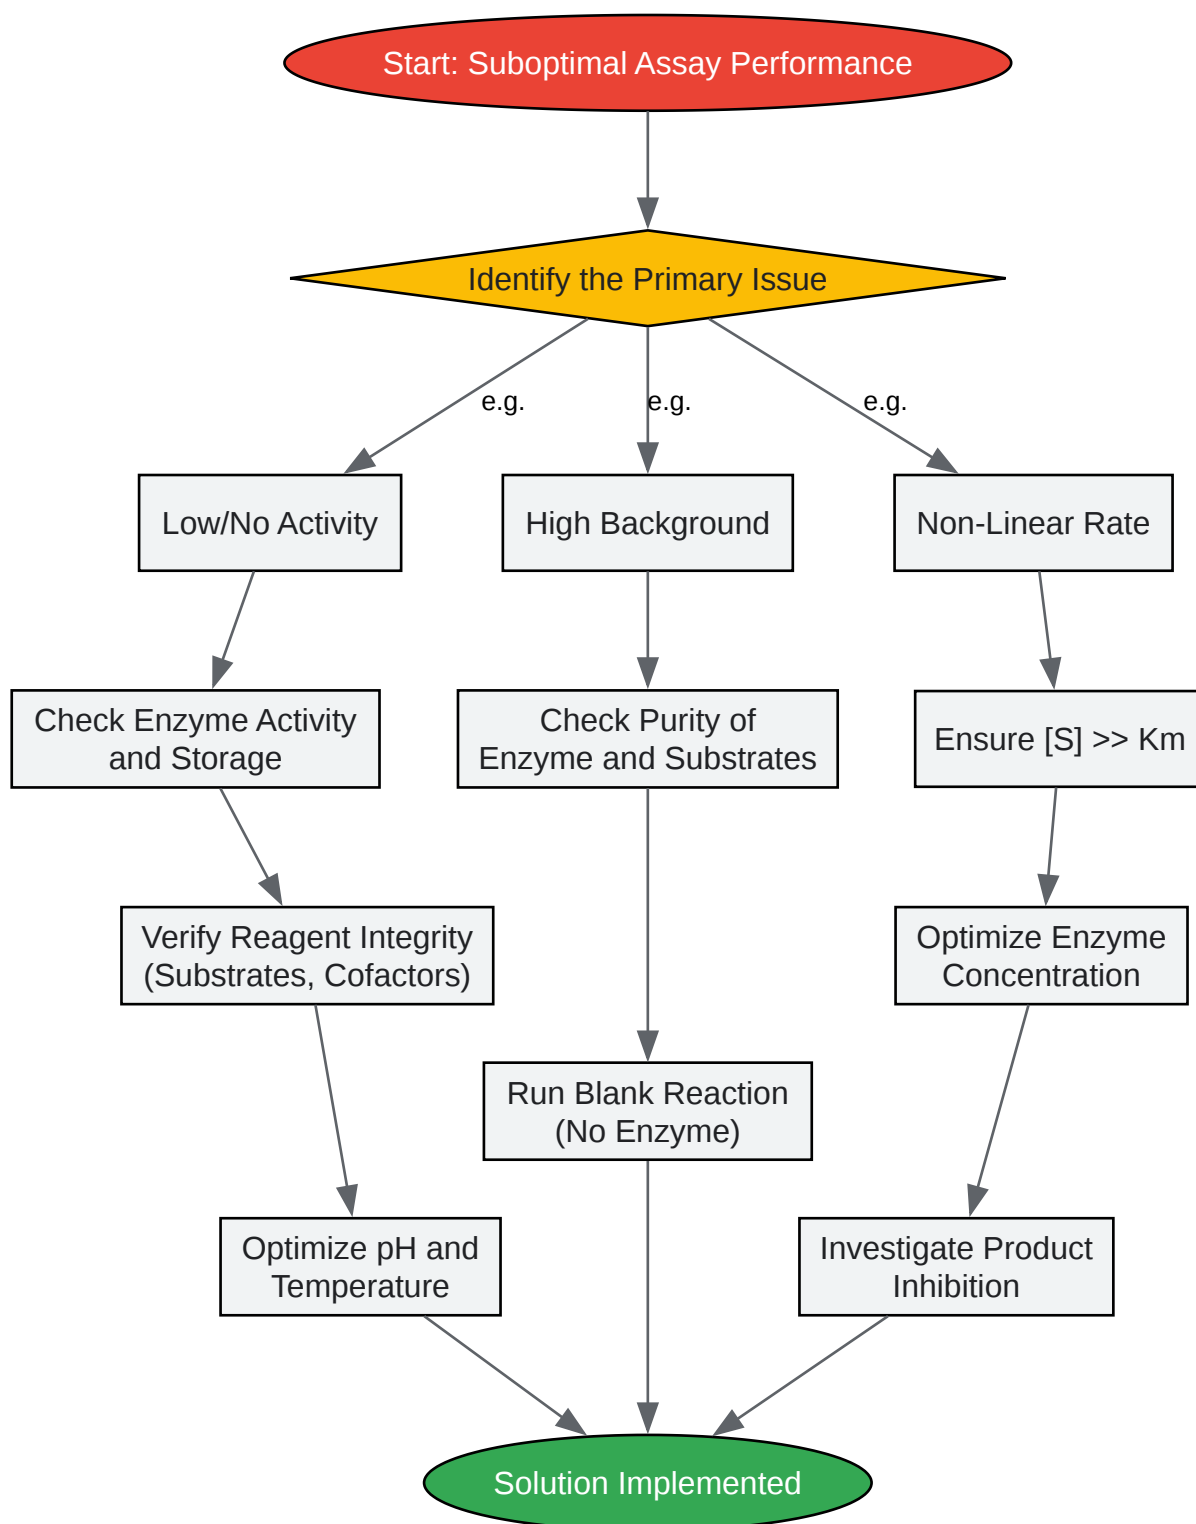 Start: Suboptimal Assay Performance
Identify the Primary Issue
e.g.
e.g.
e.g.
Low/No Activity
High Background
Non-Linear Rate
Check Enzyme Activity
and Storage
Check Purity of
Enzyme and Substrates
Ensure [S] >> Km
Verify Reagent Integrity
(Substrates, Cofactors)
Optimize Enzyme
Concentration
Run Blank Reaction
(No Enzyme)
Optimize pH and
Temperature
Investigate Product
Inhibition
Solution Implemented